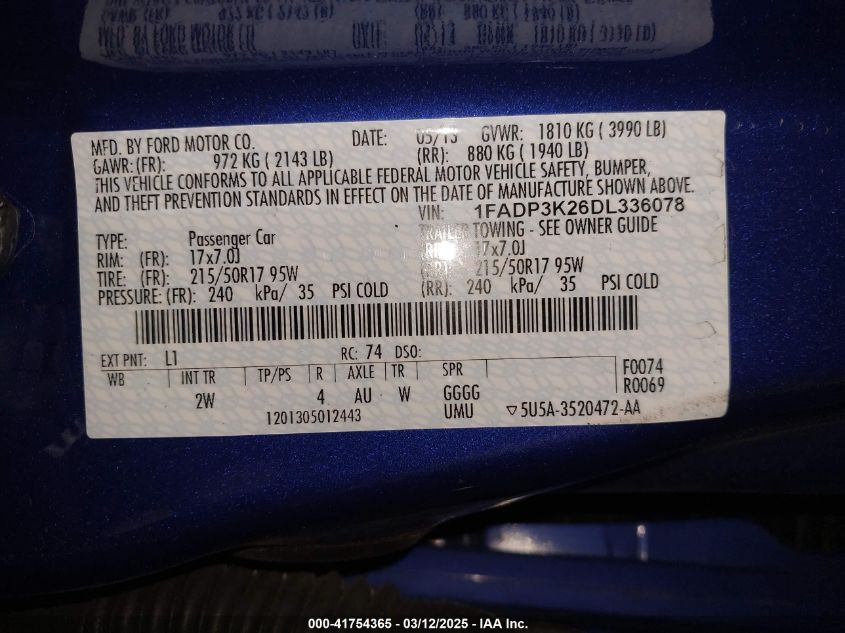 MFD. BY FORD MOTOR CO. DATE: 05/13 GVWR: 1810 KG ( 3990 LB)
GAWR: (FR): 972 KG ( 2143 LB) (RR): 880 KG ( 1940 LB)
THIS VEHICLE CONFORMS TO ALL APPLICABLE FEDERAL MOTOR VEHICLE SAFETY, BUMPER,
AND THEFT PREVENTION STANDARDS IN EFFECT ON THE DATE OF MANUFACTURE SHOWN ABOVE.
VIN: 1FADP3K26DL336078
TYPE: Passenger Car TRAILER TOWING - SEE OWNER GUIDE
RIM: (FR): 17x7.0J 17x7.0J
TIRE: (FR): 215/50R17 95W 215/50R17 95W
PRESSURE: (FR): 240 kPa/ 35 PSI COLD (RR): 240 kPa/ 35 PSI COLD
EXT PNT: L1 RC: 74 DSO:
WB INT TR TP/PS R AXLE TR SPR F0074
2W 4 AU W GGGG R0069
1201305012443 UMU ▽5U5A-3520472-AA
000-41754365 - 03/12/2025 - IAA Inc.